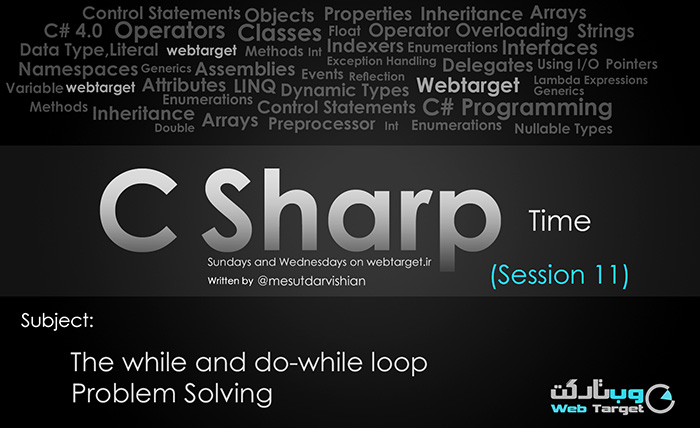 Control Statements Objects Properties Inheritance Arrays
C# 4.0 Operators Classes Float Operator Overloading Strings
Data Type,Literal webtarget Methods Int Indexers Enumerations Interfaces
Namespaces Generics Assemblies Events Exception Handling Reflection Delegates Using I/O Pointers
Variable webtarget Attributes LINQ Dynamic Types Webtarget Lambda Expressions Generics
Methods Inheritance Enumerations Control Statements C# Programming
Double Arrays Preprocessor Int Enumerations Nullable Types
C Sharp Time
Sundays and Wednesdays on webtarget.ir
Written by @mesutdarvishian
(Session 11)
Subject:
The while and do-while loop
Problem Solving
وب تارگت
Web Target